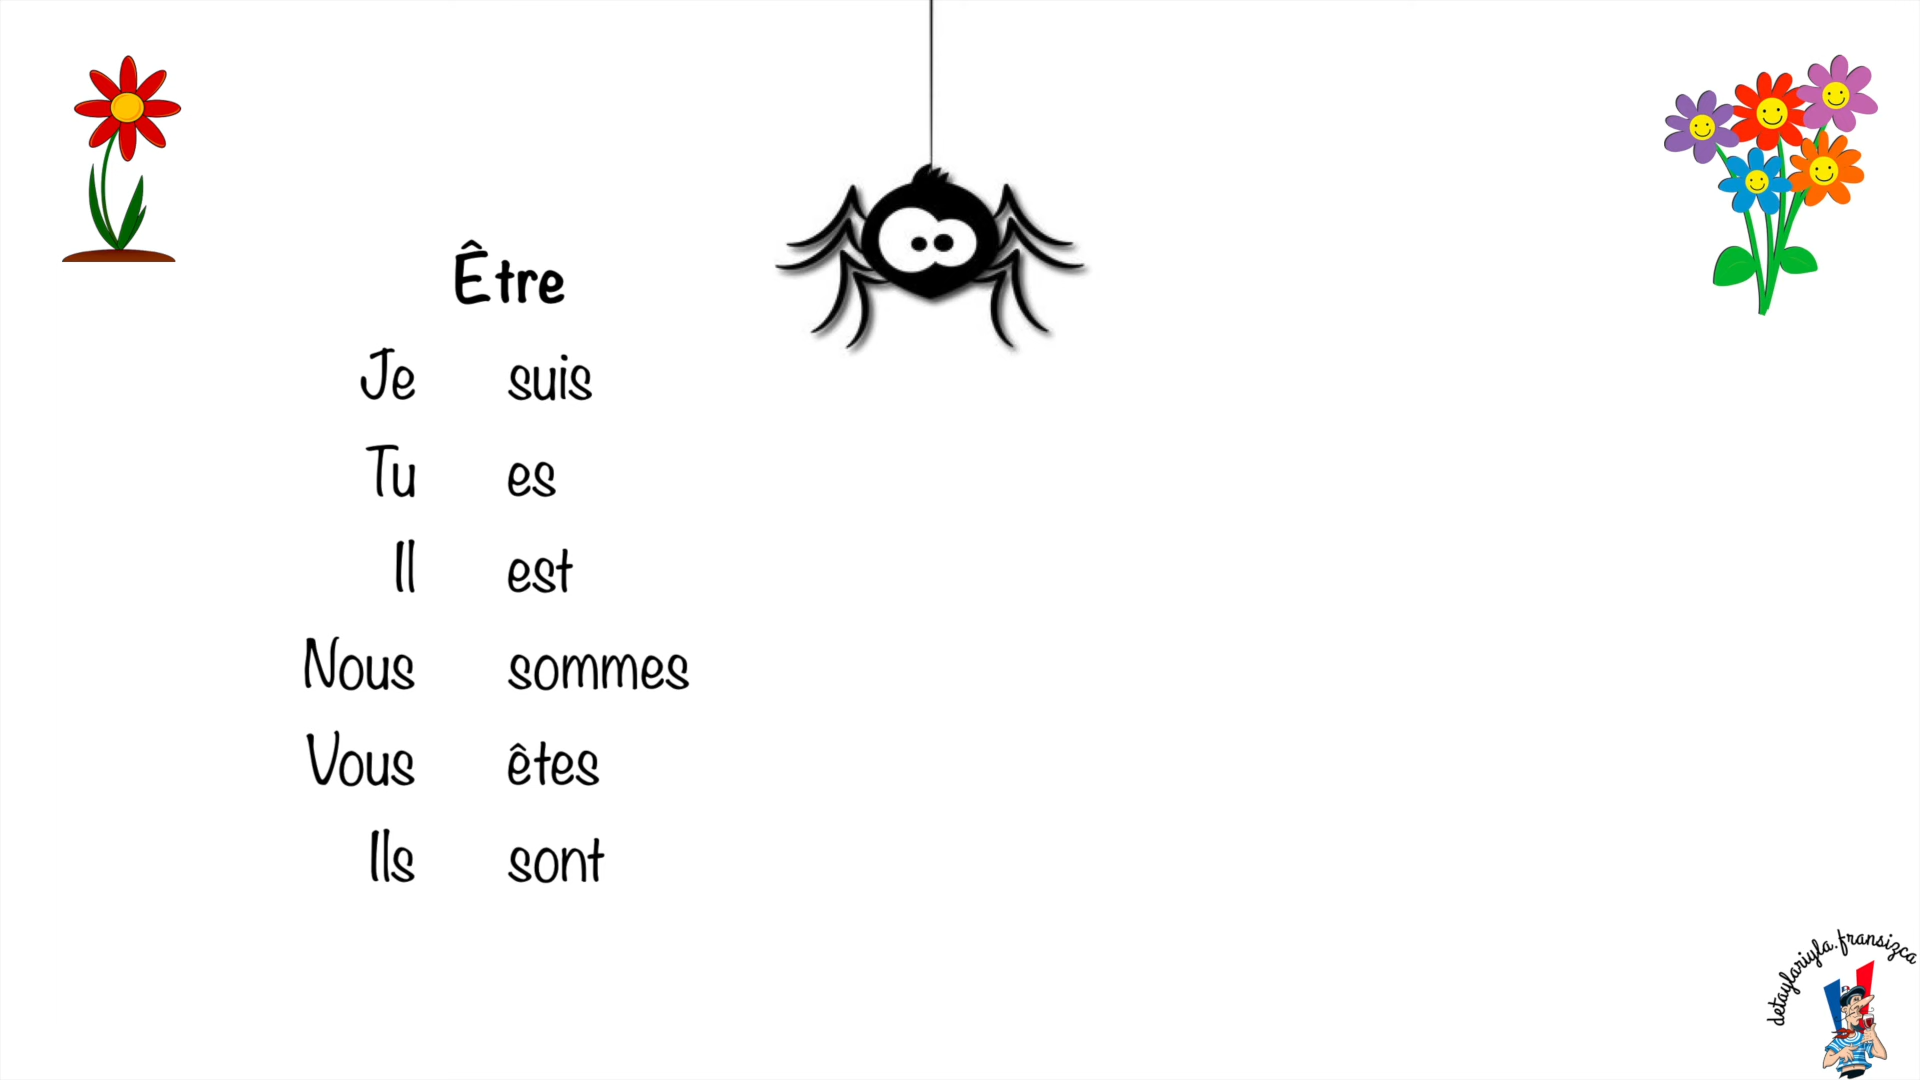 Être
Je suis
Tu es
Il est
Nous sommes
Vous êtes
Ils sont
detaylariyla.fransizca